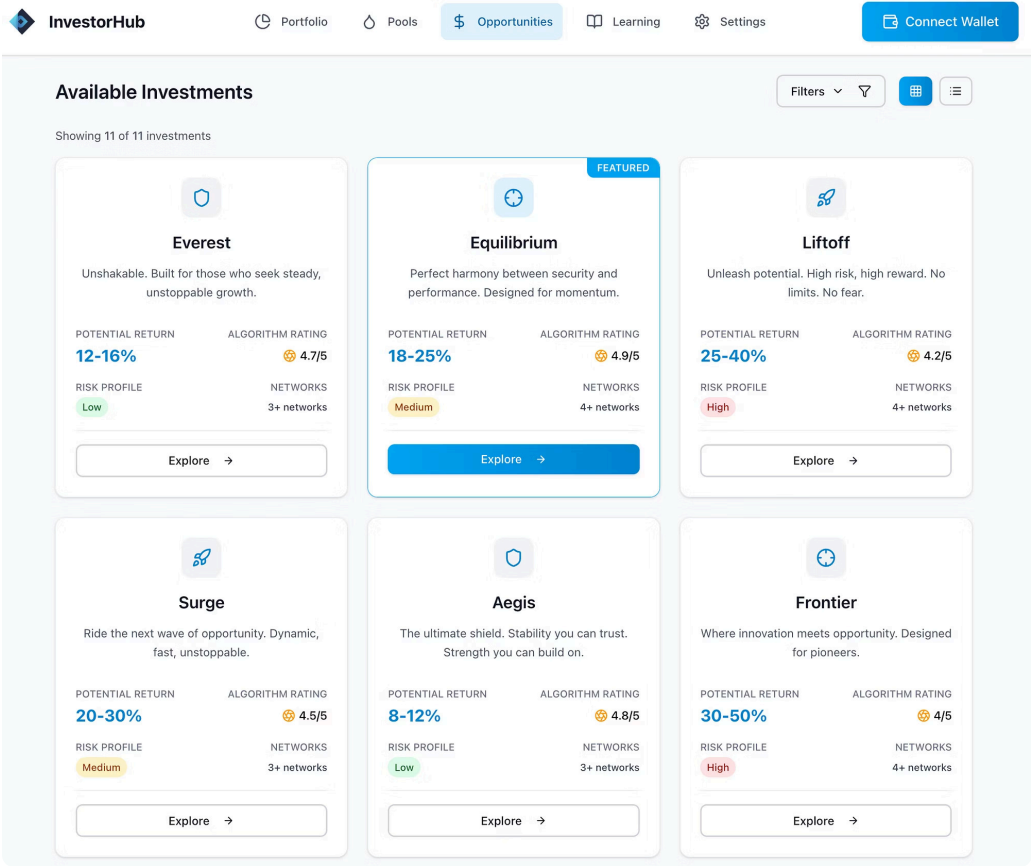 InvestorHub
Portfolio
Pools
Opportunities
Learning
Settings
Connect Wallet
Available Investments
Filters
Showing 11 of 11 investments
Everest
Unshakable. Built for those who seek steady,
unstoppable growth.
POTENTIAL RETURN
ALGORITHM RATING
12-16%
4.7/5
RISK PROFILE
NETWORKS
Low
3+ networks
Explore →
FEATURED
Equilibrium
Perfect harmony between security and
performance. Designed for momentum.
POTENTIAL RETURN
ALGORITHM RATING
18-25%
4.9/5
RISK PROFILE
NETWORKS
Medium
4+ networks
Explore →
Liftoff
Unleash potential. High risk, high reward. No
limits. No fear.
POTENTIAL RETURN
ALGORITHM RATING
25-40%
4.2/5
RISK PROFILE
NETWORKS
High
4+ networks
Explore →
Surge
Ride the next wave of opportunity. Dynamic,
fast, unstoppable.
POTENTIAL RETURN
ALGORITHM RATING
20-30%
4.5/5
RISK PROFILE
NETWORKS
Medium
3+ networks
Explore →
Aegis
The ultimate shield. Stability you can trust.
Strength you can build on.
POTENTIAL RETURN
ALGORITHM RATING
8-12%
4.8/5
RISK PROFILE
NETWORKS
Low
3+ networks
Explore →
Frontier
Where innovation meets opportunity. Designed
for pioneers.
POTENTIAL RETURN
ALGORITHM RATING
30-50%
4/5
RISK PROFILE
NETWORKS
High
4+ networks
Explore →